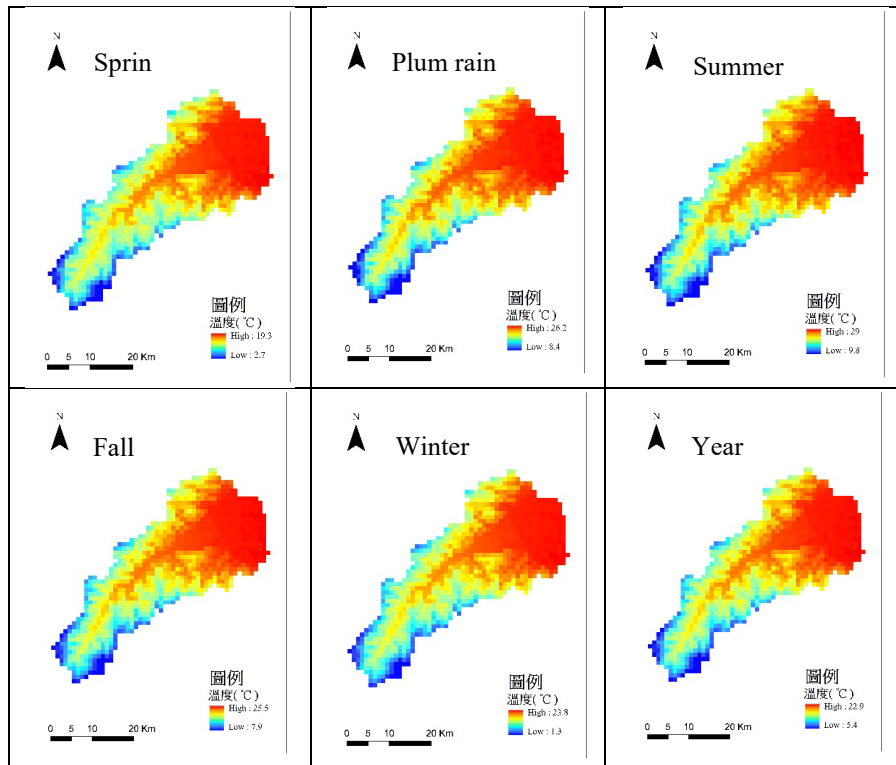 N
Sprin
圖例
溫度(℃)
High : 19.3
Low : 2.7
0 5 10 20 Km
N
Plum rain
圖例
溫度(℃)
High : 26.2
Low : 8.4
0 5 10 20 Km
N
Summer
圖例
溫度(℃)
High : 29
Low : 9.8
0 5 10 20 Km
N
Fall
圖例
溫度(℃)
High : 25.5
Low : 7.9
0 5 10 20 Km
N
Winter
圖例
溫度(℃)
High : 23.8
Low : 1.3
0 5 10 20 Km
N
Year
圖例
溫度(℃)
High : 22.9
Low : 5.4
0 5 10 20 Km